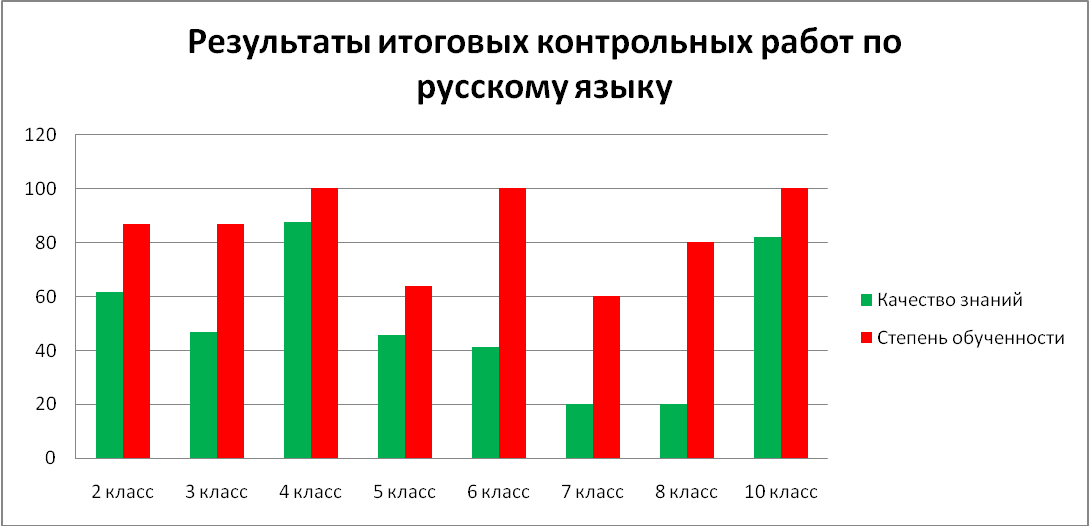 Результаты итоговых контрольных работ по
русскому языку
120
100
80
60
40
20
0
2 класс 3 класс 4 класс 5 класс 6 класс 7 класс 8 класс 10 класс
Качество знаний
Степень обученности